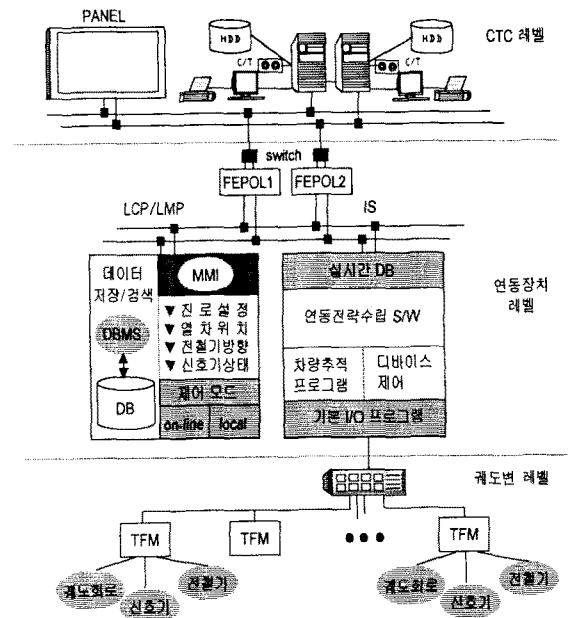 PANEL
HDD
HDD
CTC 레벨
C/T
C/T
switch
FEPOL1
FEPOL2
LCP/LMP
IS
데이터
저장/검색
DBMS
DB
MMI
▼ 진로설정
▼ 열차위치
▼ 전철기방향
▼ 신호기상태
제어 모드
on-line
local
실시간 DB
연동전략수립 S/W
차량추적
프로그램
디바이스
제어
기본 I/O 프로그램
연동장치
레벨
궤도변 레벨
TFM
TFM
TFM
궤도회로
신호기
전철기
궤도회로
신호기
전철기